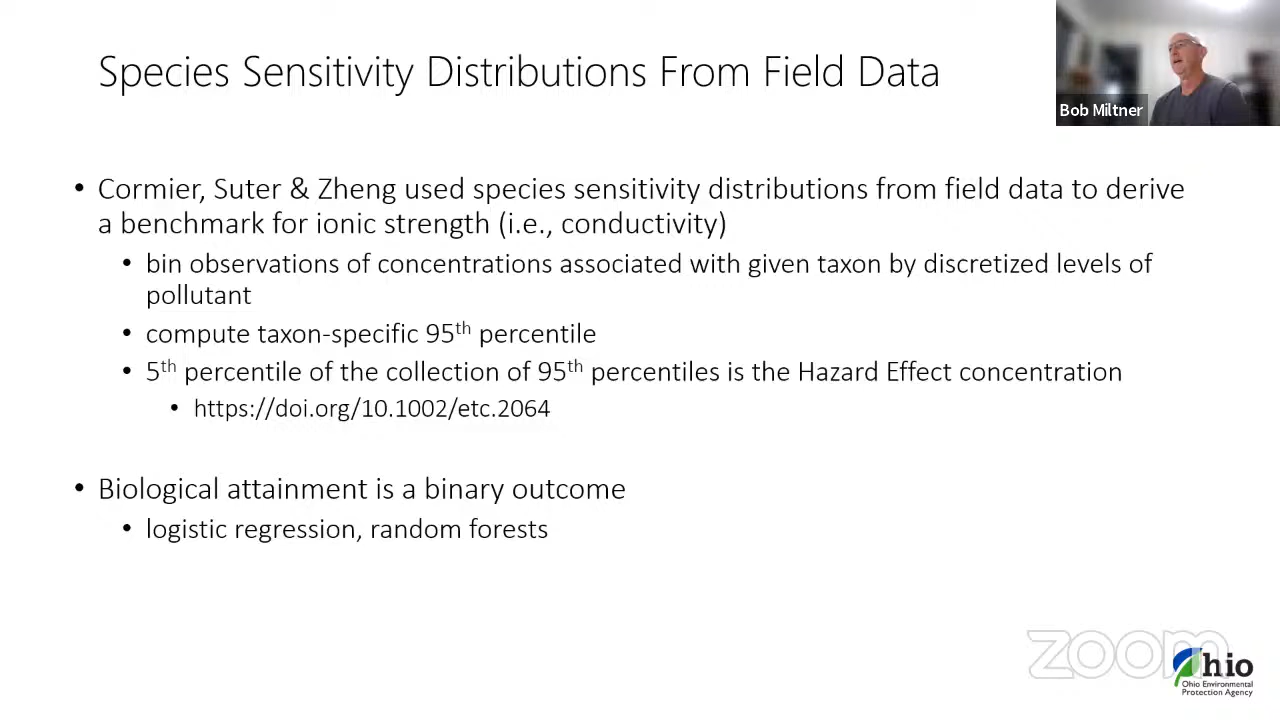 Species Sensitivity Distributions From Field Data
Bob Miltner
• Cormier, Suter & Zheng used species sensitivity distributions from field data to derive
a benchmark for ionic strength (i.e., conductivity)
• bin observations of concentrations associated with given taxon by discretized levels of
pollutant
• compute taxon-specific 95th percentile
• 5th percentile of the collection of 95th percentiles is the Hazard Effect concentration
• https://doi.org/10.1002/etc.2064
• Biological attainment is a binary outcome
• logistic regression, random forests
zoom
Ohio
Ohio Environmental
Protection Agency